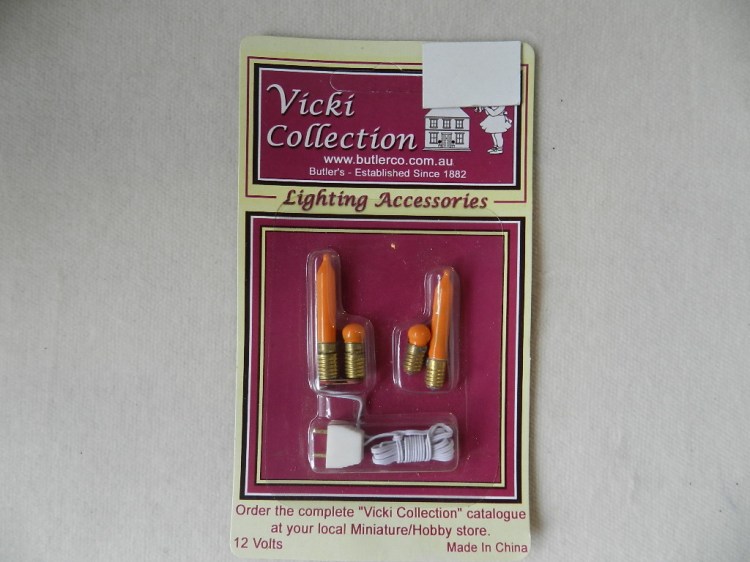 Vicki
Collection
www.butlerco.com.au
Butler's - Established Since 1882
Lighting Accessories
Order the complete "Vicki Collection" catalogue
at your local Miniature/Hobby store.
12 Volts
Made In China